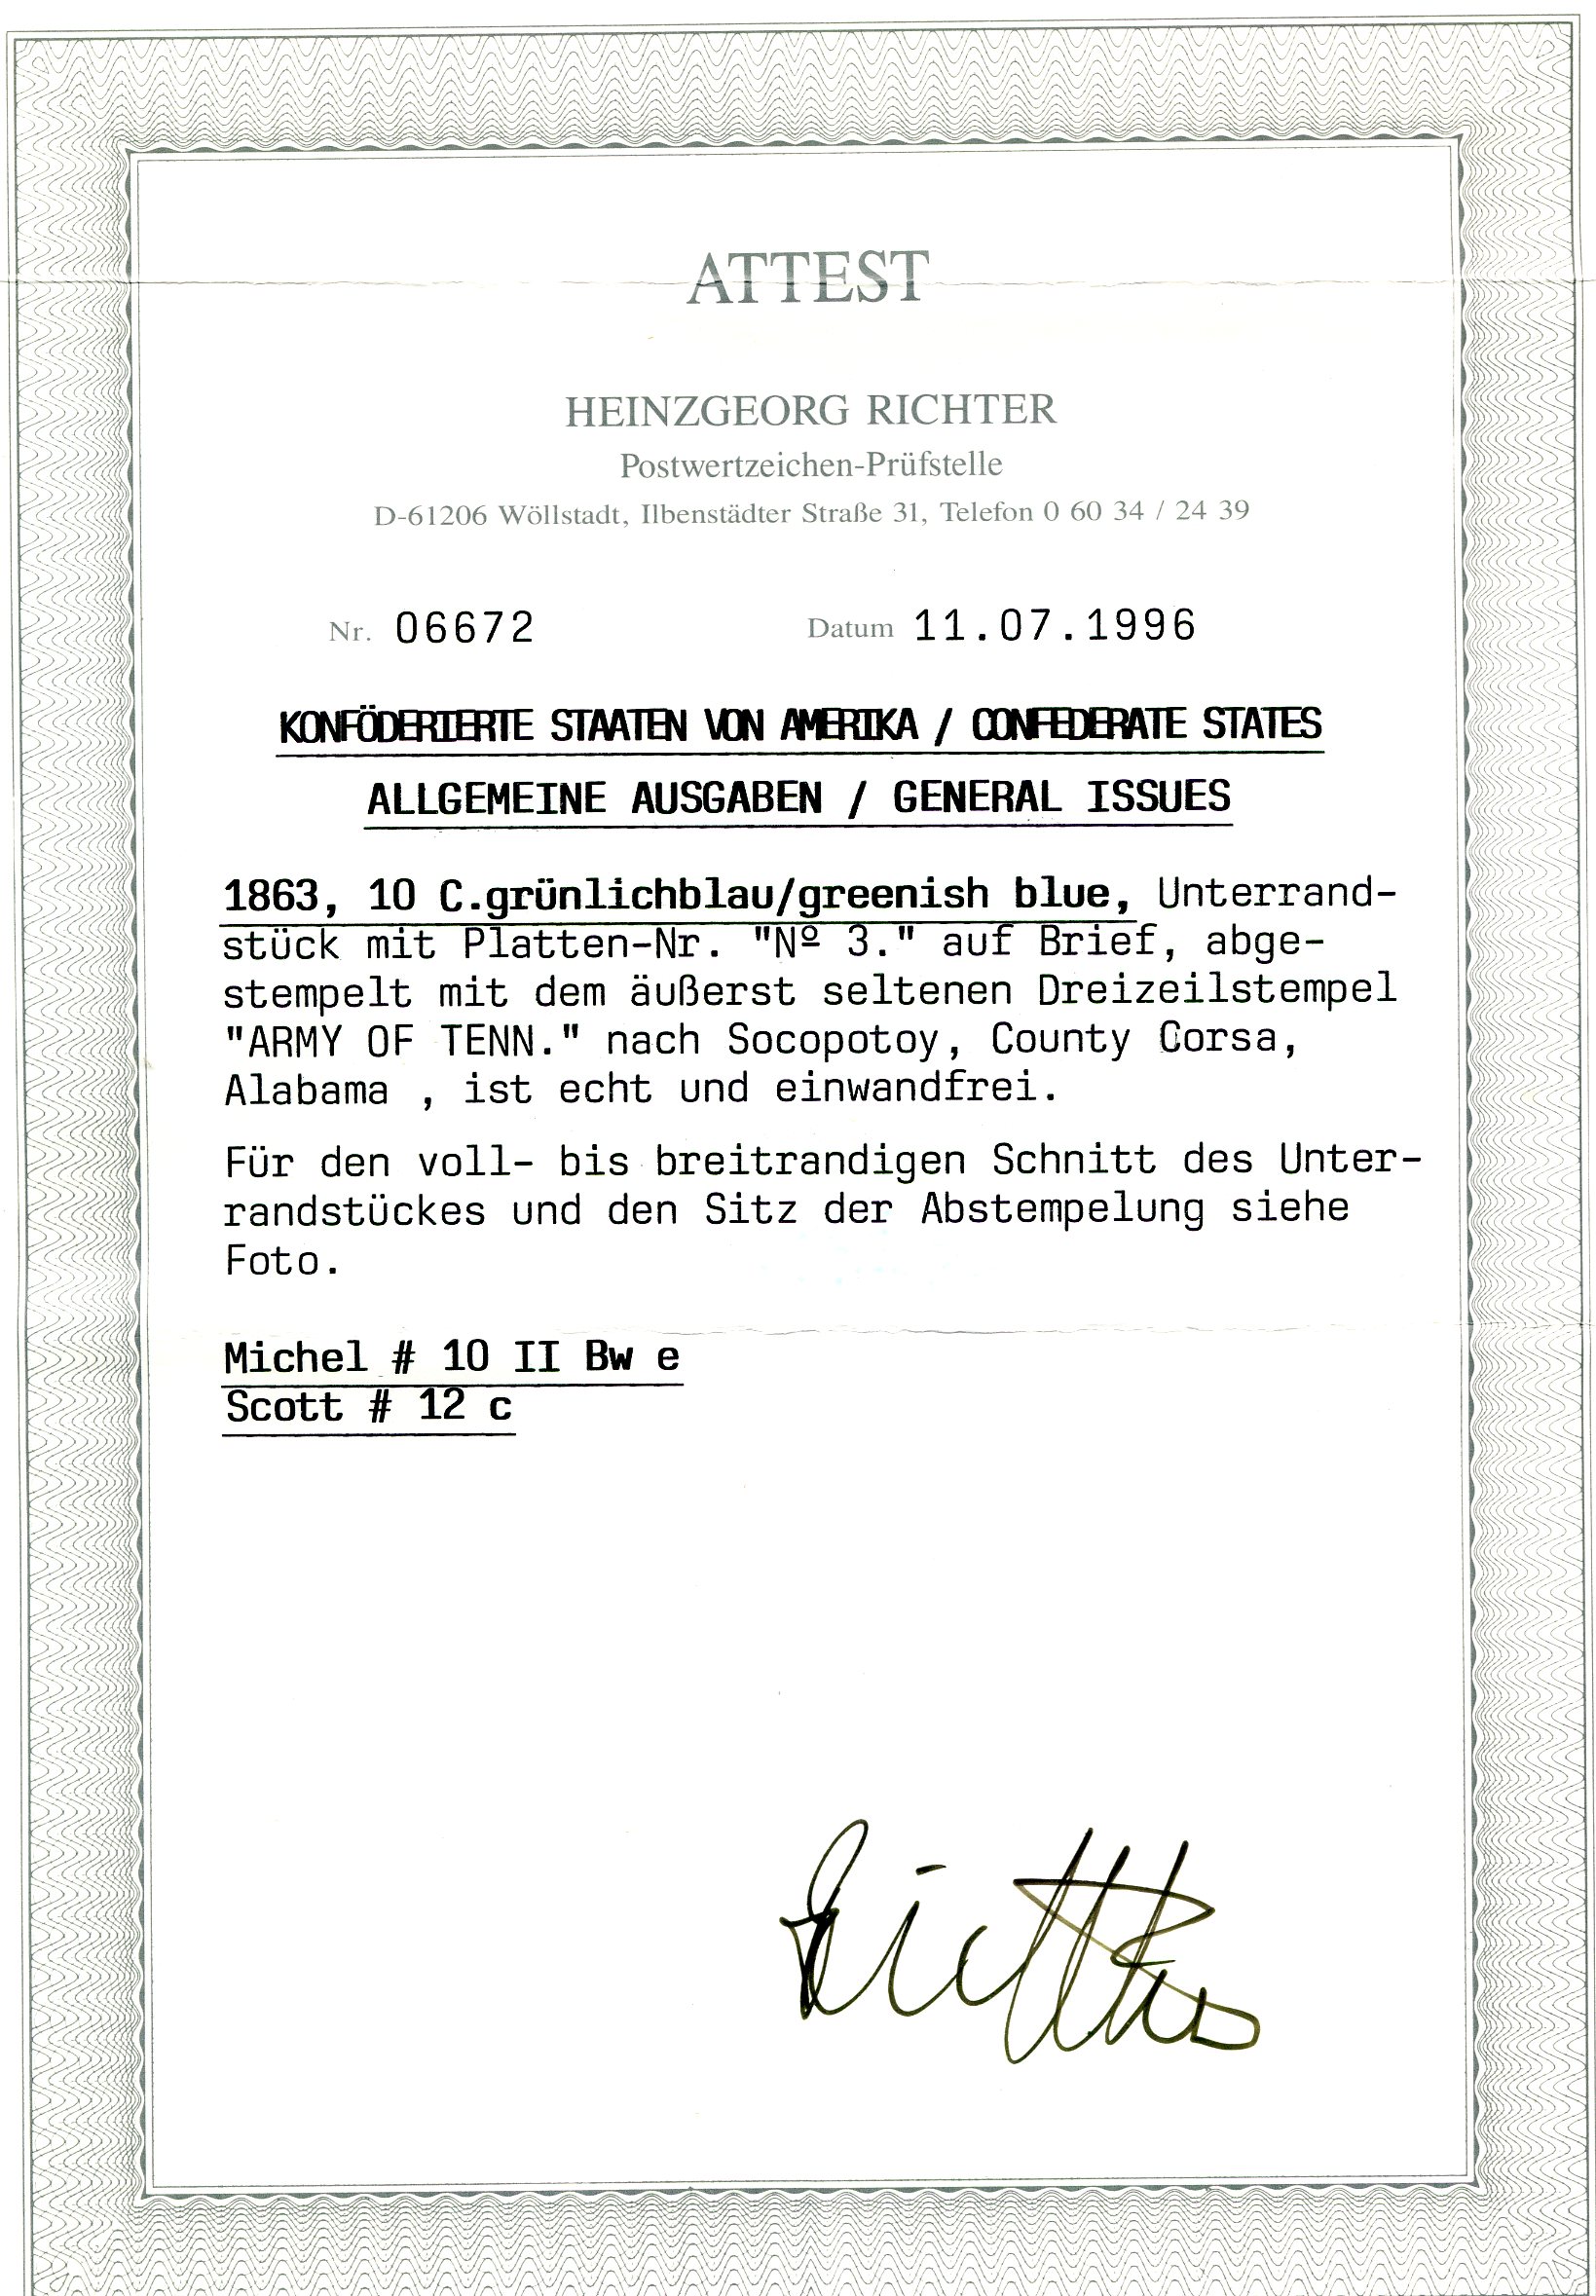 ATTEST
HEINZGEORG RICHTER
Postwertzeichen-Prüfstelle
D-61206 Wöllstadt, Ilbenstädter Straße 31, Telefon 0 60 34 / 24 39
Nr. 06672 Datum 11.07.1996
KONFÖDERIERTE STAATEN VON AMERIKA / CONFEDERATE STATES
ALLGEMEINE AUSGABEN / GENERAL ISSUES
1863, 10 C.grünlichblau/greenish blue, Unterrand-
stück mit Platten-Nr. "Nº 3." auf Brief, abge-
stempelt mit dem äußerst seltenen Dreizeilstempel
"ARMY OF TENN." nach Socopotoy, County Corsa,
Alabama , ist echt und einwandfrei.
Für den voll- bis breitrandigen Schnitt des Unter-
randstückes und den Sitz der Abstempelung siehe
Foto.
Michel # 10 II Bw e
Scott # 12 c
Richter